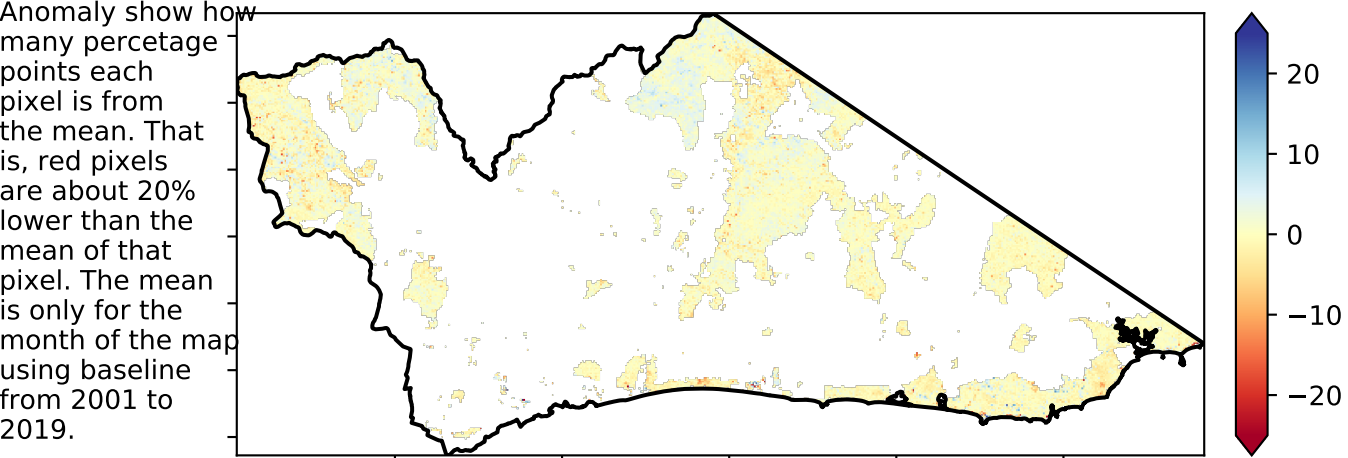 Anomaly show how
many percetage
points each
pixel is from
the mean. That
is, red pixels
are about 20%
lower than the
mean of that
pixel. The mean
is only for the
month of the map
using baseline
from 2001 to
2019.
20
10
0
−10
−20